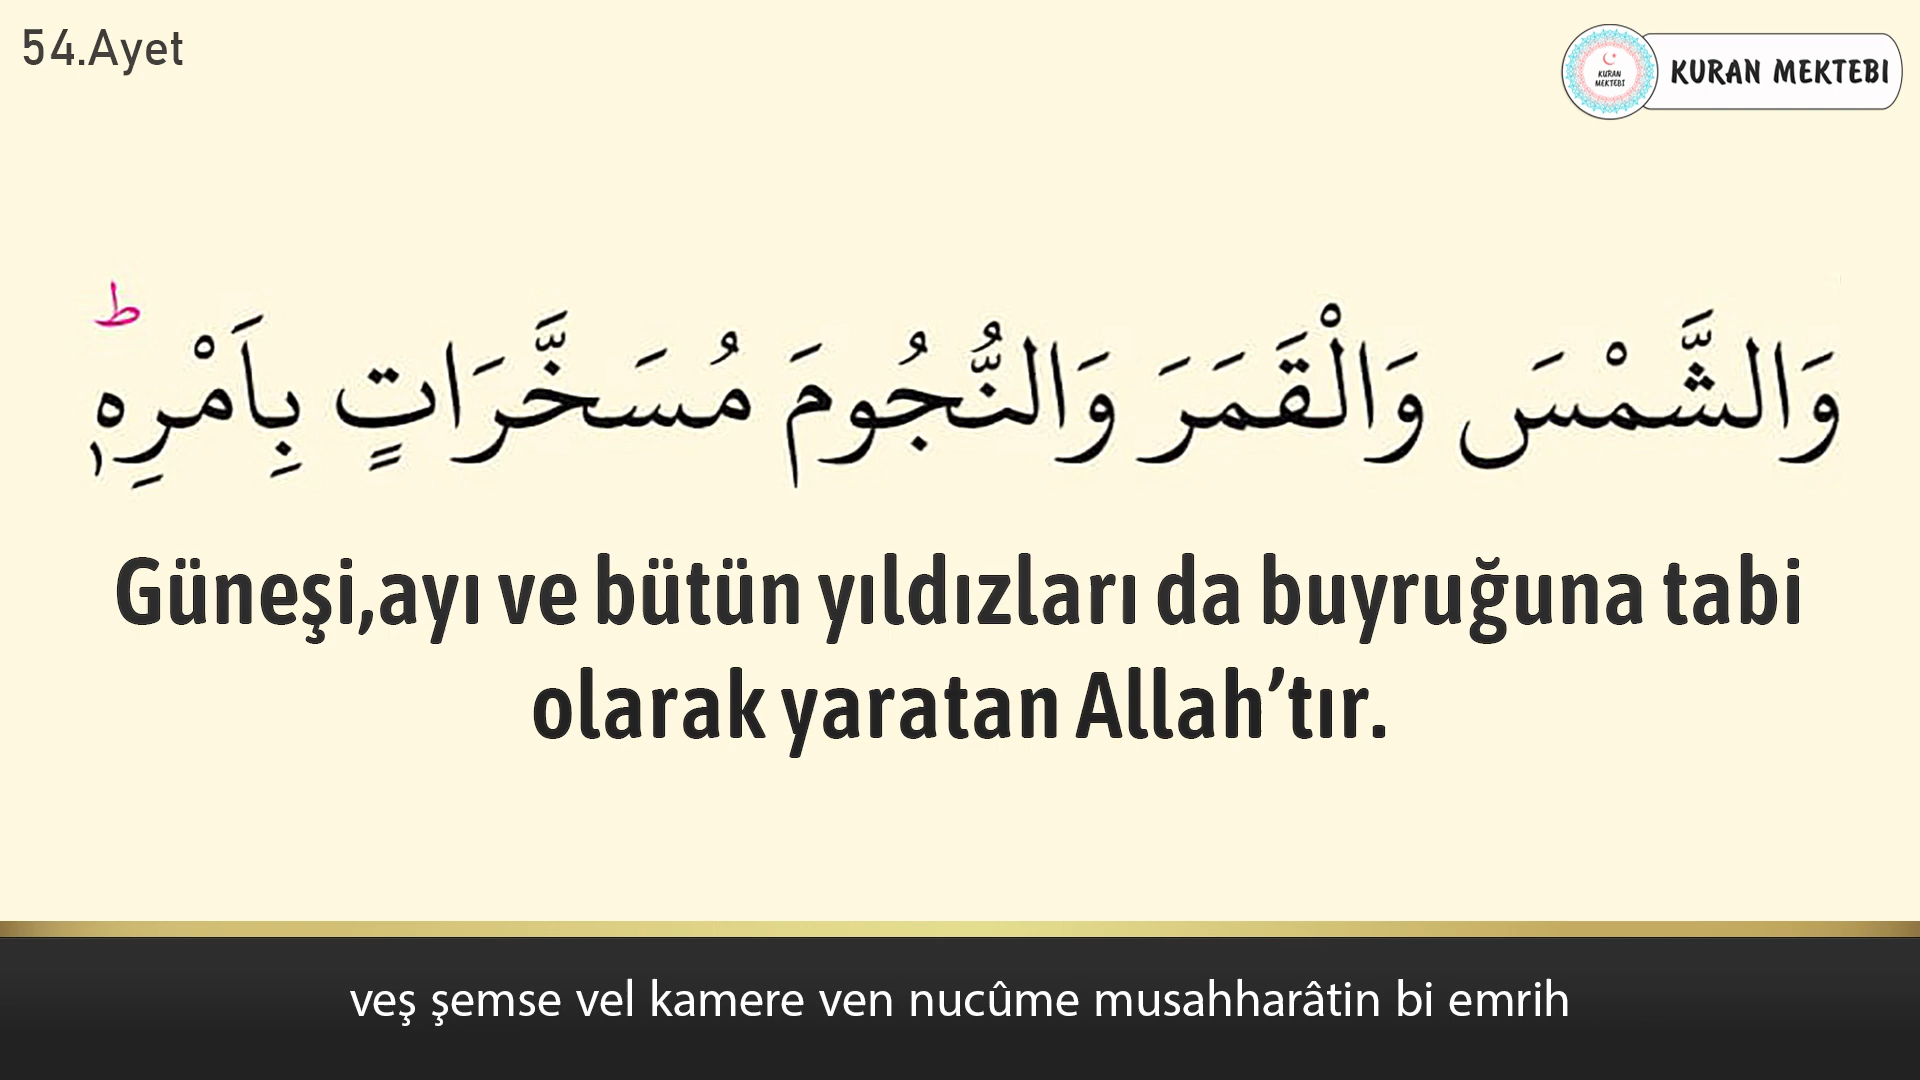 54.Ayet
KURAN MEKTEBI
KURAN
MEKTEBI
وَالشَّمْسَ وَالْقَمَرَ وَالنُّجُومَ مُسَخَّرَاتٍ بِاَمْرِه۪ۜ ط
Güneşi,ayı ve bütün yıldızları da buyruğuna tabi
olarak yaratan Allah’tır.
veş şemse vel kamere ven nucûme musahharâtin bi emrih